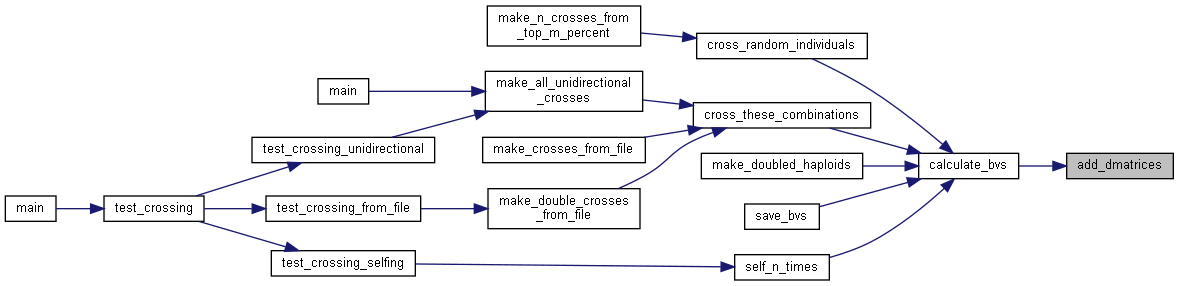 make_n_crosses_from
_top_m_percent
cross_random_individuals
main
make_all_unidirectional
_crosses
cross_these_combinations
test_crossing_unidirectional
make_crosses_from_file
make_doubled_haploids
calculate_bvs
add_dmatrices
main
test_crossing
test_crossing_from_file
make_double_crosses
_from_file
save_bvs
test_crossing_selfing
self_n_times